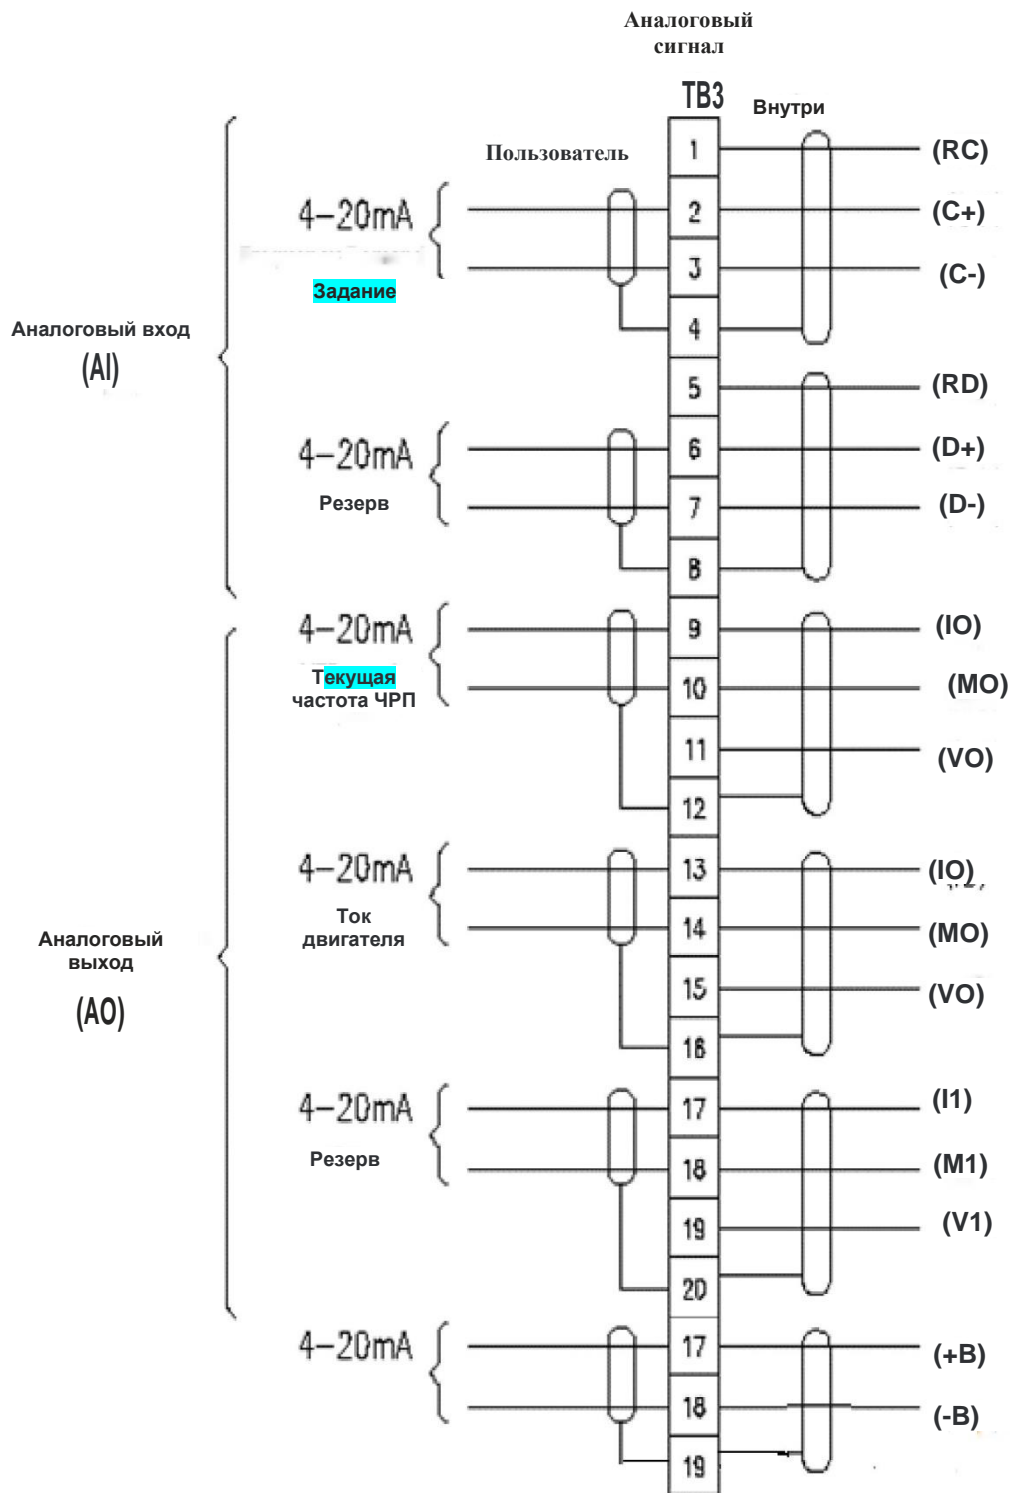 Аналоговый
сигнал
TB3
Внутри
Пользователь
1
(RC)
4-20mA
2
(C+)
3
(C-)
Задание
4
Аналоговый вход
(AI)
5
(RD)
4-20mA
6
(D+)
Резерв
7
(D-)
8
4-20mA
9
(IO)
Текущая
частота ЧРП
10
(MO)
11
(VO)
12
4-20mA
13
(IO)
Ток
двигателя
14
(MO)
Аналоговый
выход
(AO)
15
(VO)
16
4-20mA
17
(I1)
Резерв
18
(M1)
19
(V1)
20
4-20mA
17
(+B)
18
(-B)
19